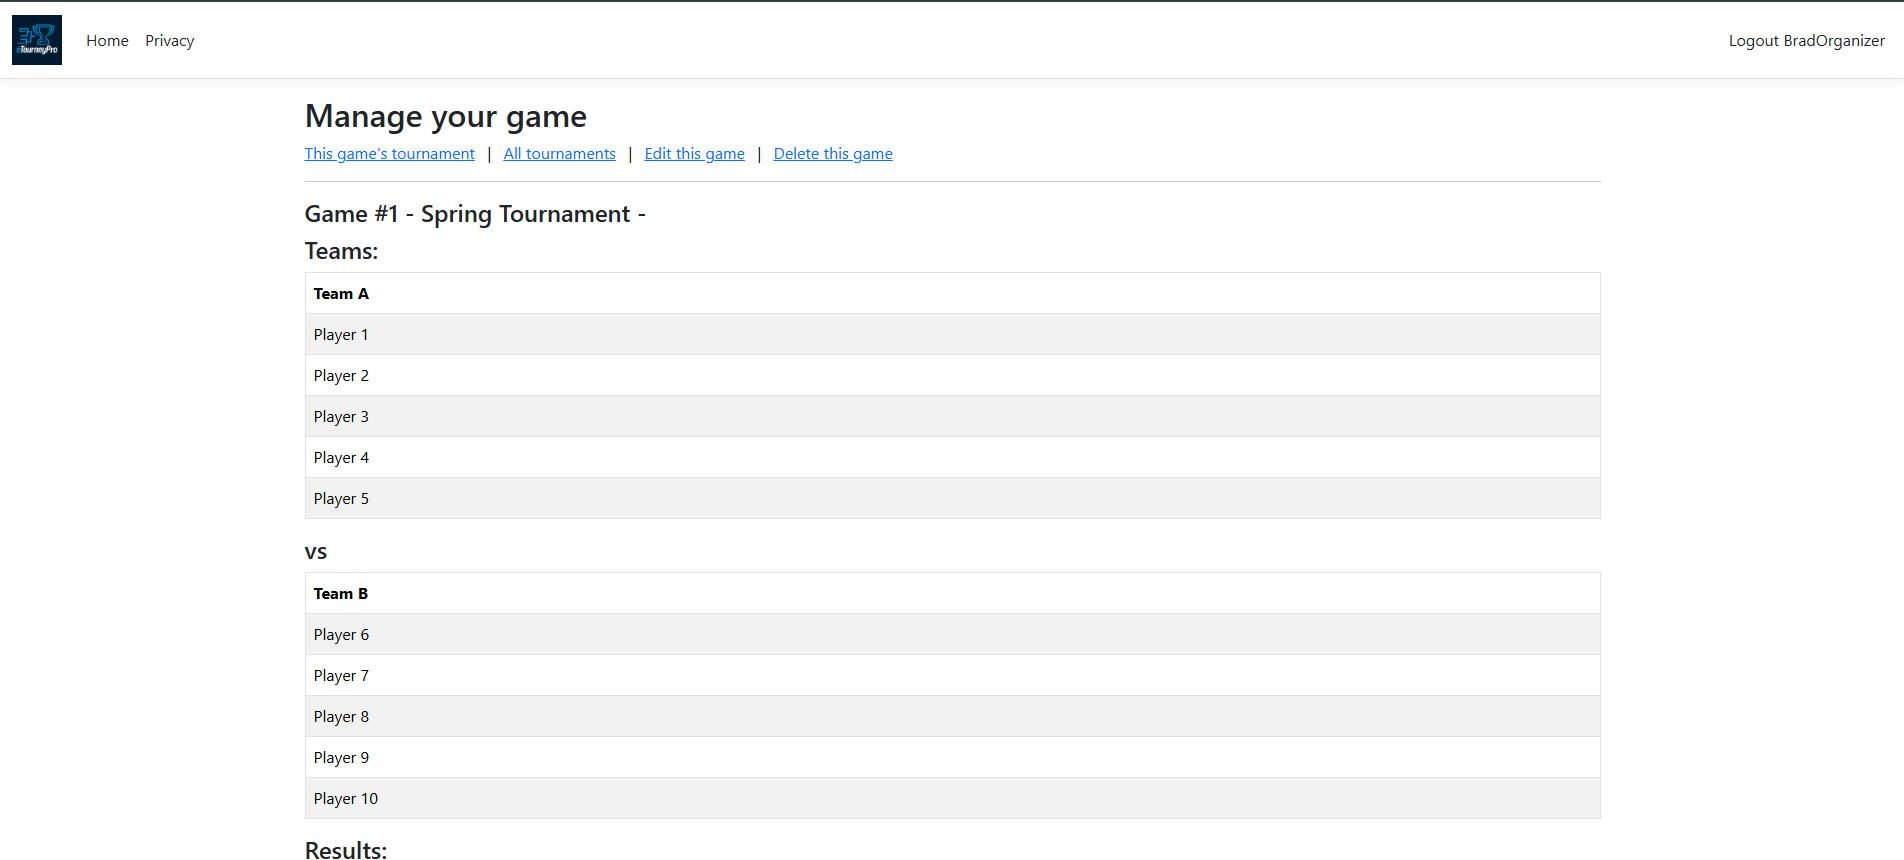 eTourneyPro
Home Privacy Logout BradOrganizer
Manage your game
This game's tournament | All tournaments | Edit this game | Delete this game
Game #1 - Spring Tournament -
Teams:
Team A
Player 1
Player 2
Player 3
Player 4
Player 5
VS
Team B
Player 6
Player 7
Player 8
Player 9
Player 10
Results: